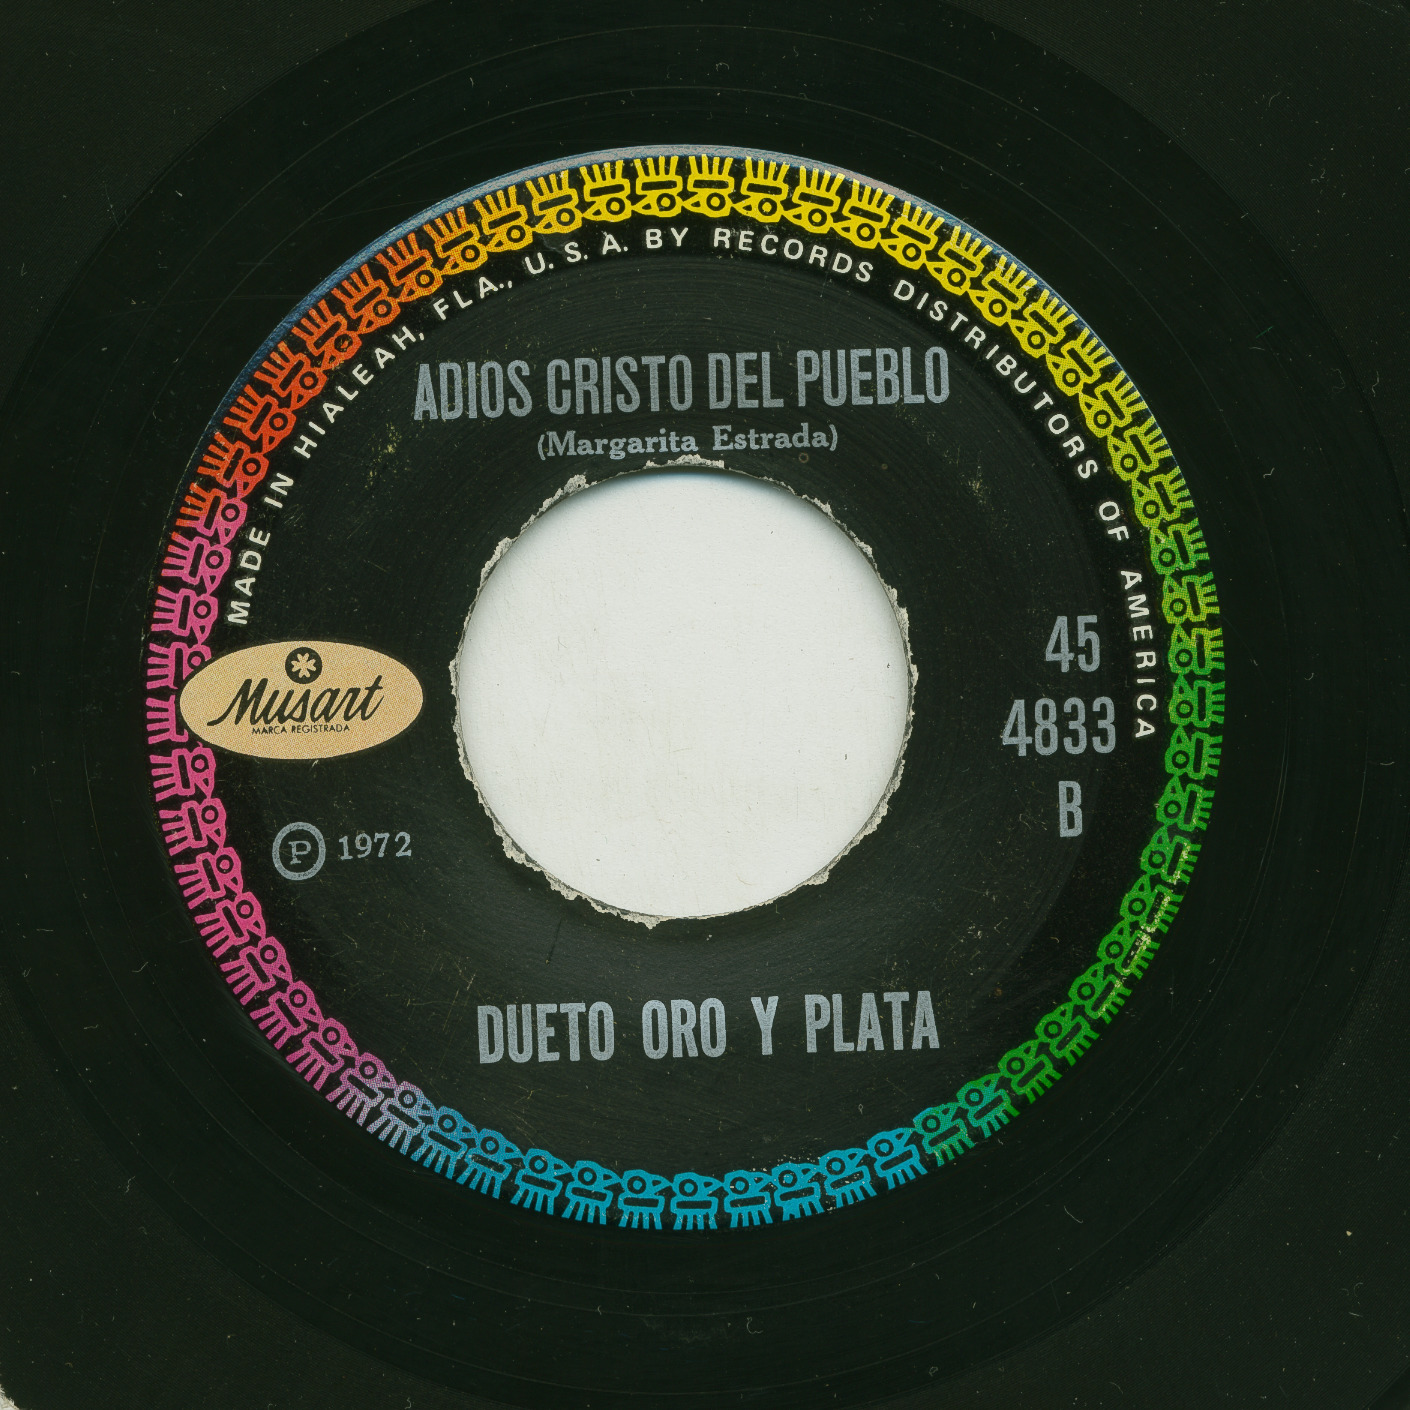 MADE IN HIALEAH, FLA., U. S. A. BY RECORDS DISTRIBUTORS OF AMERICA
ADIOS CRISTO DEL PUEBLO
(Margarita Estrada)
Musart
MARCA REGISTRADA
45
4833
B
Ⓟ 1972
DUETO ORO Y PLATA